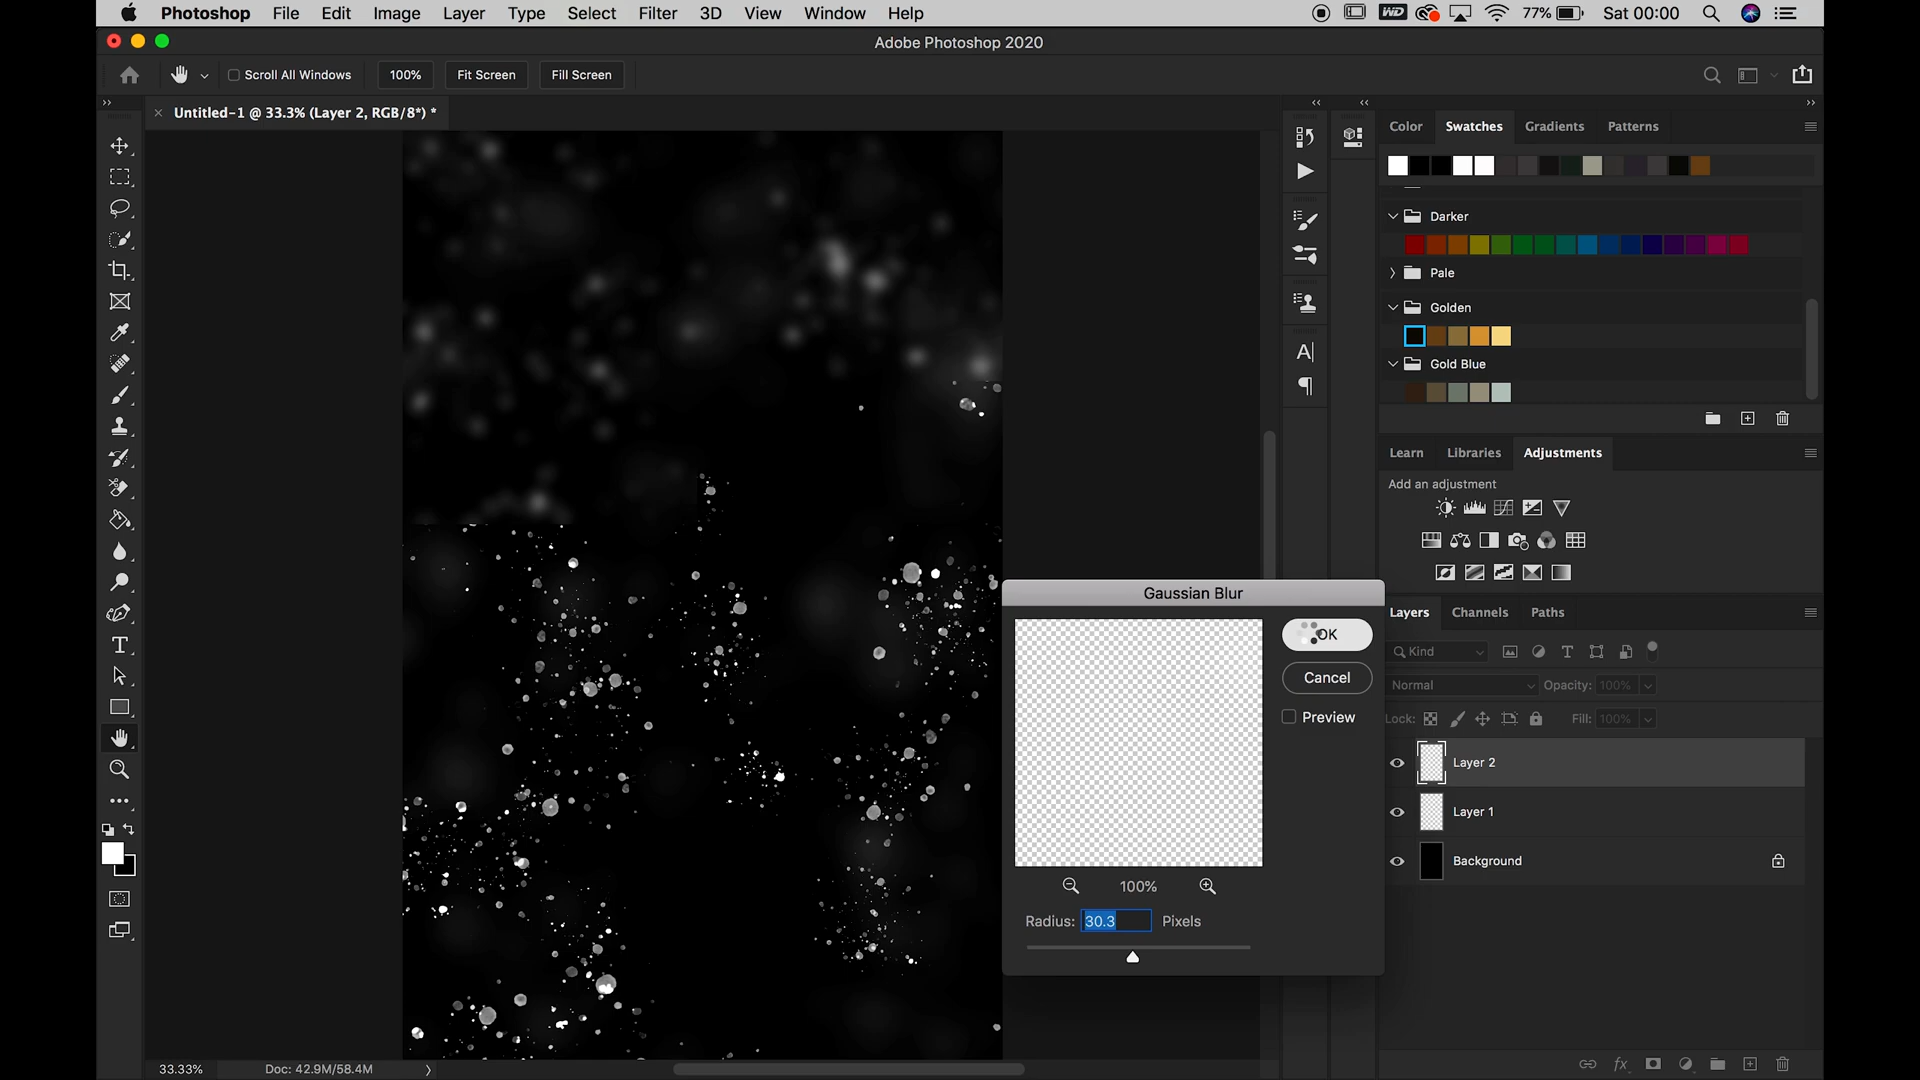 Photoshop File Edit Image Layer Type Select Filter 3D View Window Help WD 77% Sat 00:00
Adobe Photoshop 2020
Scroll All Windows 100% Fit Screen Fill Screen
Untitled-1 @ 33.3% (Layer 2, RGB/8*) *
Color Swatches Gradients Patterns
Darker
Pale
Golden
Gold Blue
Learn Libraries Adjustments
Add an adjustment
Gaussian Blur
OK
Cancel
Preview
100%
Radius: 30.3 Pixels
Layers Channels Paths
Kind
Normal Opacity: 100%
Lock: Fill: 100%
Layer 2
Layer 1
Background
33.33% Doc: 42.9M/58.4M